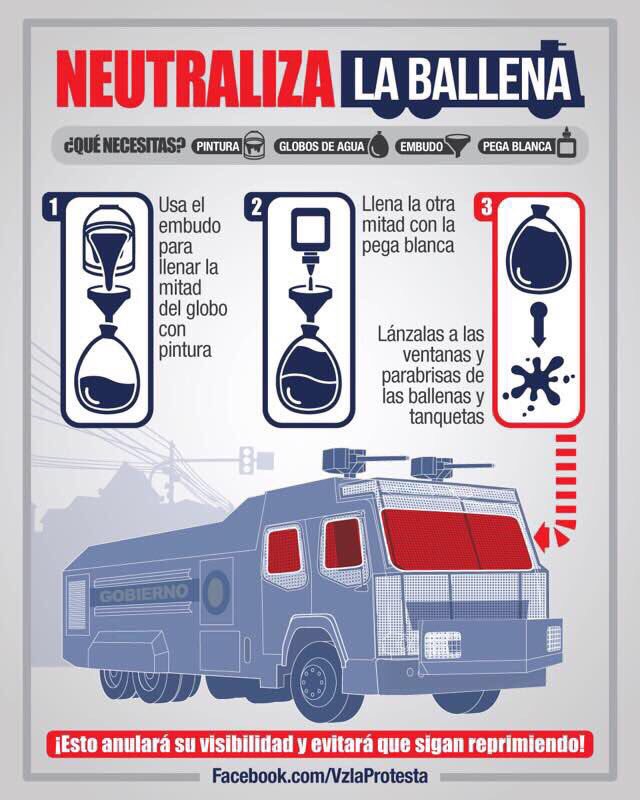 NEUTRALIZA LA BALLENA
¿QUÉ NECESITAS? PINTURA GLOBOS DE AGUA EMBUDO PEGA BLANCA
1
Usa el
embudo
para
llenar la
mitad
del globo
con
pintura
2
Llena la otra
mitad con la
pega blanca
3
Lánzalas a las
ventanas y
parabrisas de
las ballenas y
tanquetas
GOBIERNO
¡Esto anulará su visibilidad y evitará que sigan reprimiendo!
Facebook.com/VzlaProtesta